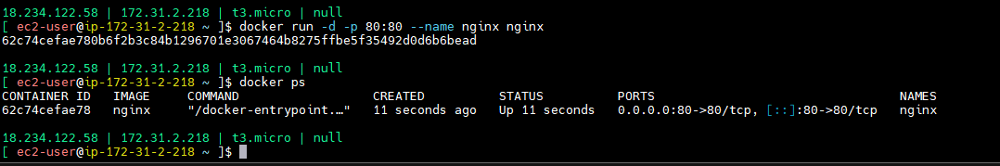 18.234.122.58 | 172.31.2.218 | t3.micro | null
[ ec2-user@ip-172-31-2-218 ~ ]$ docker run -d -p 80:80 --name nginx nginx
62c74cefae780b6f2b3c84b1296701e3067464b8275ffbe5f35492d0d6b6bead
18.234.122.58 | 172.31.2.218 | t3.micro | null
[ ec2-user@ip-172-31-2-218 ~ ]$ docker ps
CONTAINER ID   IMAGE     COMMAND                  CREATED          STATUS          PORTS                                 NAMES
62c74cefae78   nginx     "/docker-entrypoint.…"   11 seconds ago   Up 11 seconds   0.0.0.0:80->80/tcp, [::]:80->80/tcp   nginx
18.234.122.58 | 172.31.2.218 | t3.micro | null
[ ec2-user@ip-172-31-2-218 ~ ]$